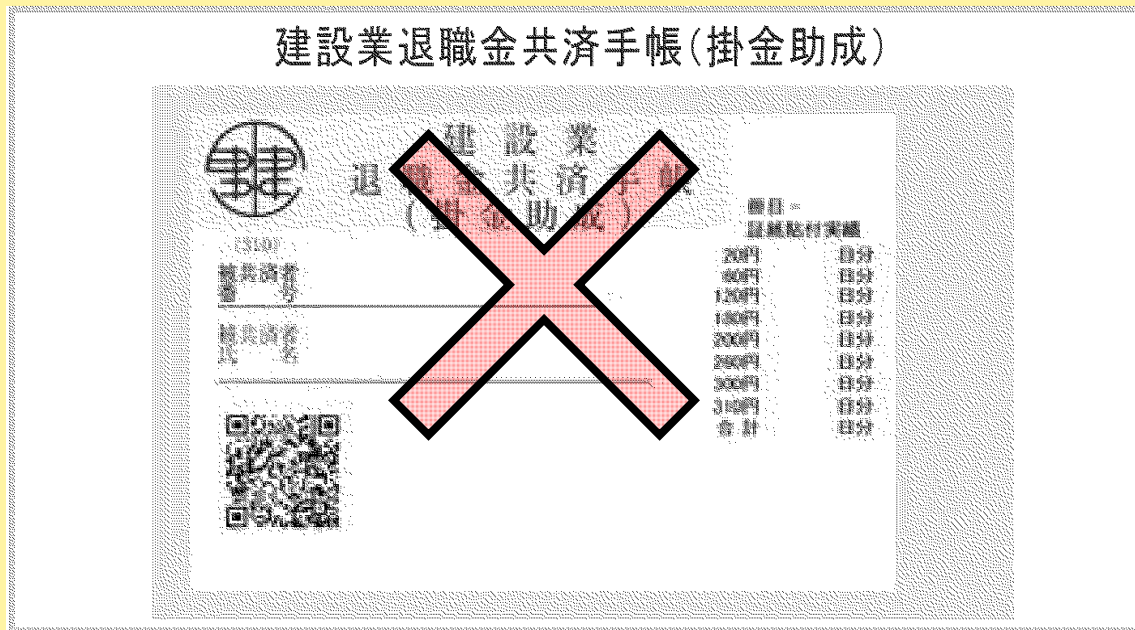 建設業退職金共済手帳(掛金助成)
建設業
退職金共済手帳
(掛金助成)
(310)
被共済者
番号
被共済者
氏名
冊目
証紙貼付実績
20円 日分
60円 日分
120円 日分
180円 日分
200円 日分
260円 日分
300円 日分
310円 日分
合計 日分